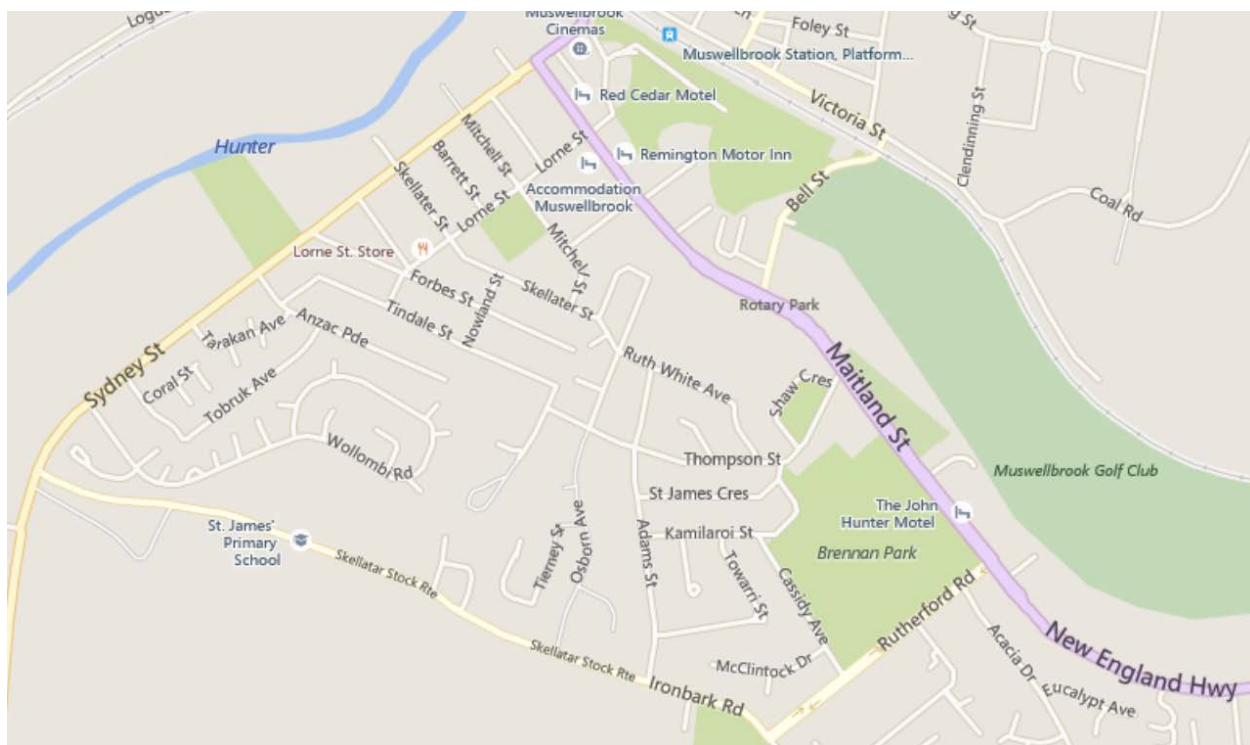 Logu
Muswellbrook
Cinemas
Muswellbrook Station, Platform...
Foley St
Red Cedar Motel
Victoria St
Clendinning St
Hunter
Mitchell St
Lorne St
Remington Motor Inn
Barrett St
Skellater St
Lorne St
Accommodation
Muswellbrook
Bell St
Coal Rd
Lorne St. Store
Mitchell St
Forbes St
Nowland St
Skellater St
Rotary Park
Tindale St
Anzac Pde
Tarakan Ave
Sydney St
Coral St
Tobruk Ave
Ruth White Ave
Shaw Cres
Maitland St
Wollombi Rd
Thompson St
Muswellbrook Golf Club
St James Cres
The John
Hunter Motel
St. James'
Primary
School
Kamilaroi St
Brennan Park
Tierney St
Osborn Ave
Adams St
Towarri St
Cassidy Ave
Skellatar Stock Rte
Rutherford Rd
Skellatar Stock Rte
McClintock Dr
Acacia Dr
New England Hwy
Ironbark Rd
Eucalypt Ave